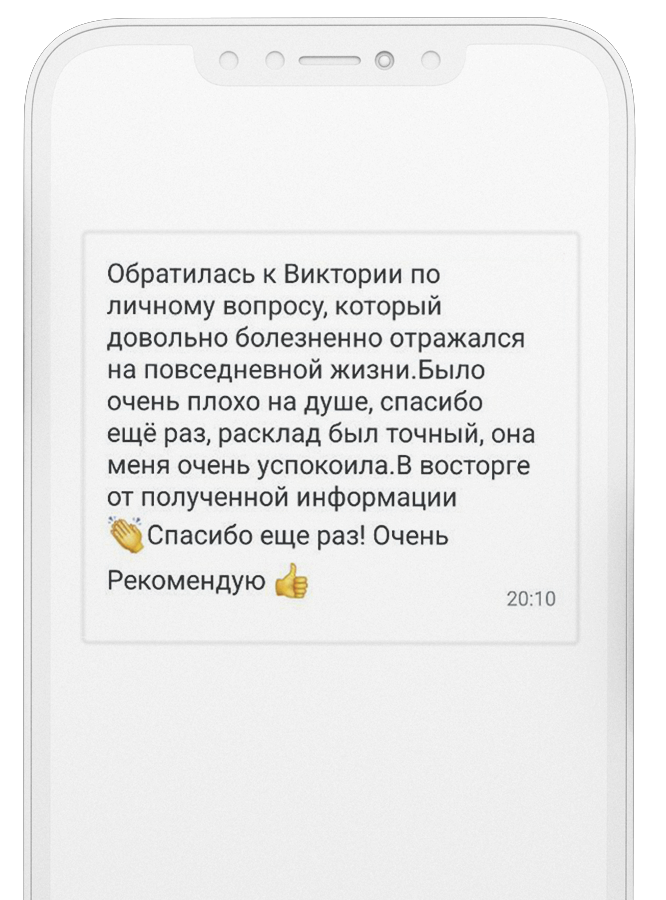 Обратилась к Виктории по
личному вопросу, который
довольно болезненно отражался
на повседневной жизни.Было
очень плохо на душе, спасибо
ещё раз, расклад был точный, она
меня очень успокоила.В восторге
от полученной информации
👏Спасибо еще раз! Очень
Рекомендую 👍
20:10